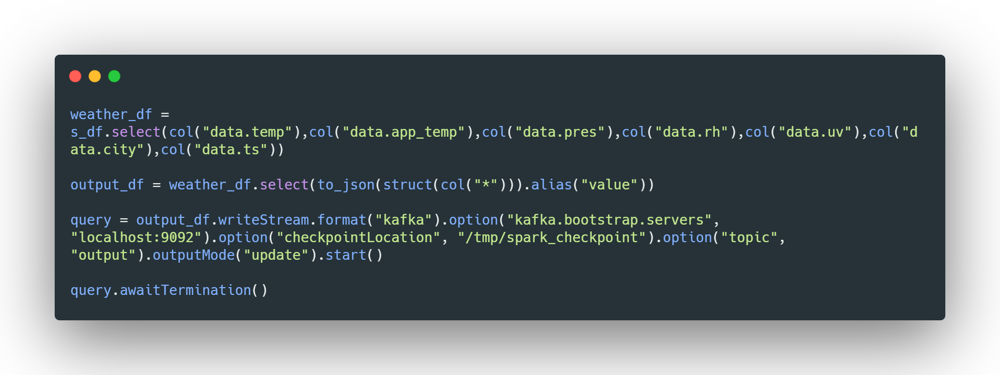 weather_df =
s_df.select(col("data.temp"),col("data.app_temp"),col("data.pres"),col("data.rh"),col("data.uv"),col("d
ata.city"),col("data.ts"))
output_df = weather_df.select(to_json(struct(col("*"))).alias("value"))
query = output_df.writeStream.format("kafka").option("kafka.bootstrap.servers",
"localhost:9092").option("checkpointLocation", "/tmp/spark_checkpoint").option("topic",
"output").outputMode("update").start()
query.awaitTermination()